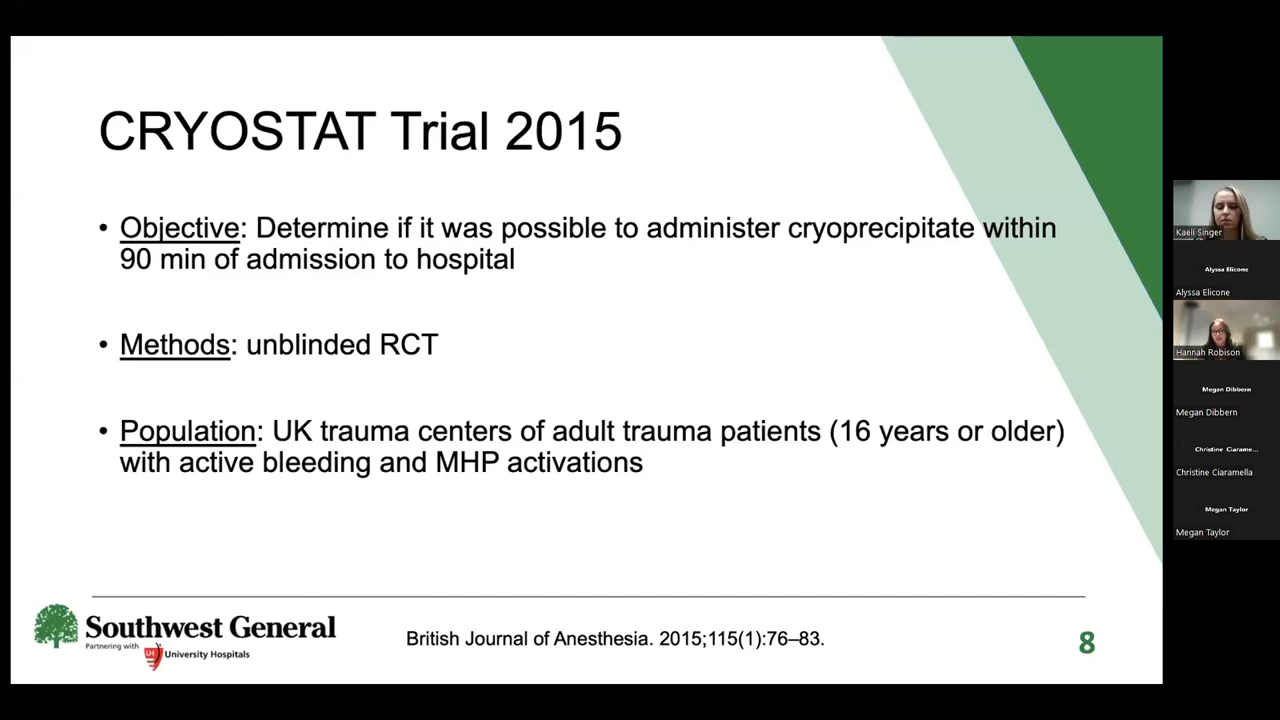 CRYOSTAT Trial 2015
• Objective: Determine if it was possible to administer cryoprecipitate within
90 min of admission to hospital
• Methods: unblinded RCT
• Population: UK trauma centers of adult trauma patients (16 years or older)
with active bleeding and MHP activations
Southwest General
Partnering with
UH
University Hospitals
British Journal of Anesthesia. 2015;115(1):76–83.
8
Kaeli Singer
Alyssa Elicone
Alyssa Elicone
Hannah Robison
Megan Dibbern
Megan Dibbern
Christine Ciarame...
Christine Ciaramella
Megan Taylor
Megan Taylor